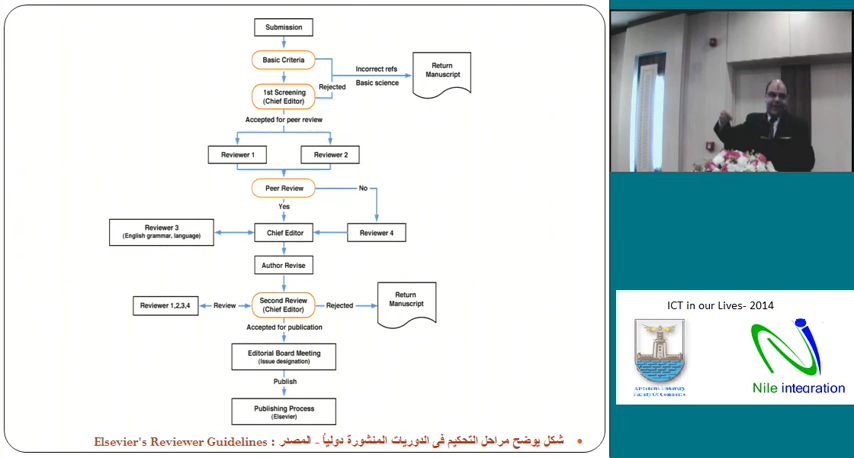 Submission
Basic Criteria
Incorrect refs
Return
Manuscript
Rejected
Basic science
1st Screening
(Chief Editor)
Accepted for peer review
Reviewer 1
Reviewer 2
Peer Review
No
Yes
Reviewer 3
(English grammar, language)
Chief Editor
Reviewer 4
Author Revise
Reviewer 1,2,3,4
Review
Second Review
(Chief Editor)
Rejected
Return
Manuscript
Accepted for publication
Editorial Board Meeting
(Issue designation)
Publish
Publishing Process
(Elsevier)
• شكل يوضح مراحل التحكيم فى الدوريات المنشورة دولياً - المصدر : Elsevier's Reviewer Guidelines
ICT in our Lives- 2014
Nile integration